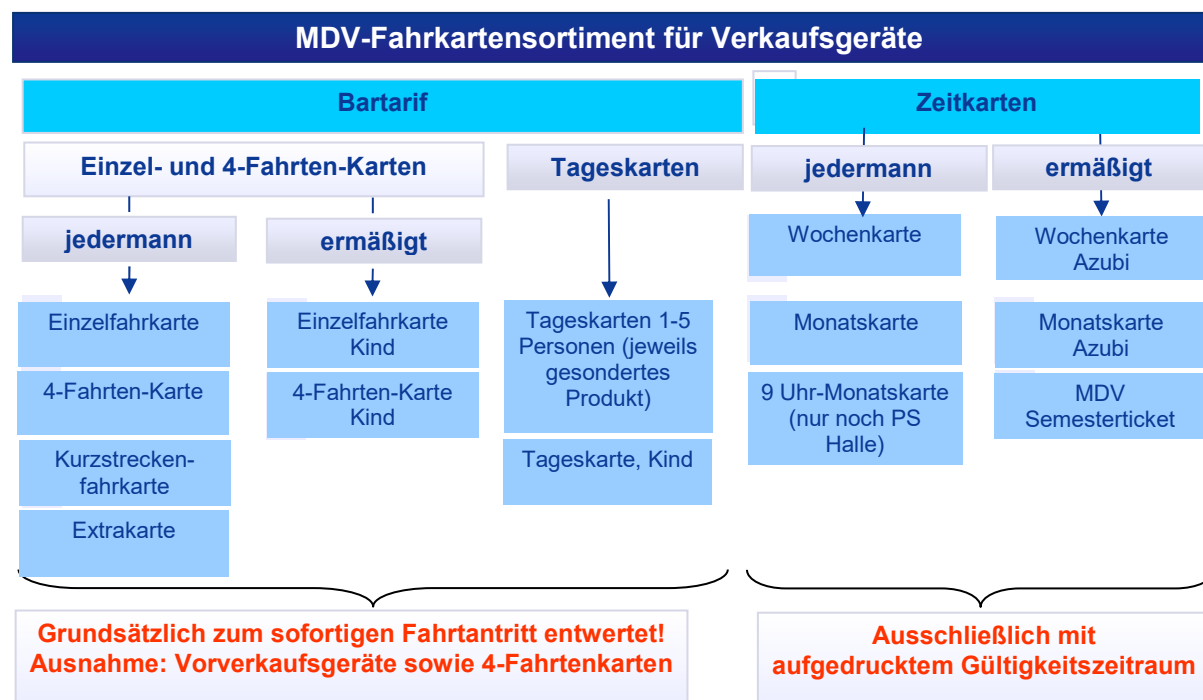 MDV-Fahrkartensortiment für Verkaufsgeräte
Bartarif
Zeitkarten
Einzel- und 4-Fahrten-Karten
Tageskarten
jedermann
ermäßigt
jedermann
ermäßigt
Einzelfahrkarte
4-Fahrten-Karte
Kurzstrecken-
fahrkarte
Extrakarte
Einzelfahrkarte
Kind
4-Fahrten-Karte
Kind
Tageskarten 1-5
Personen (jeweils
gesondertes
Produkt)
Tageskarte, Kind
Wochenkarte
Monatskarte
9 Uhr-Monatskarte
(nur noch PS
Halle)
Wochenkarte
Azubi
Monatskarte
Azubi
MDV
Semesterticket
Grundsätzlich zum sofortigen Fahrtantritt entwertet!
Ausnahme: Vorverkaufsgeräte sowie 4-Fahrtenkarten
Ausschließlich mit
aufgedrucktem Gültigkeitszeitraum